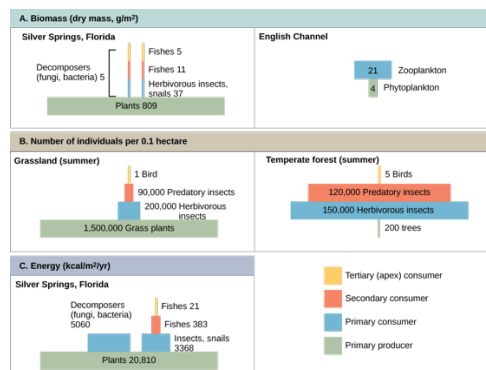 A. Biomass (dry mass, g/m²)
Silver Springs, Florida
Fishes 5
Decomposers
(fungi, bacteria) 5
Fishes 11
Herbivorous insects,
snails 37
Plants 809
English Channel
21
Zooplankton
4
Phytoplankton
B. Number of individuals per 0.1 hectare
Grassland (summer)
1 Bird
90,000 Predatory insects
200,000 Herbivorous
insects
1,500,000 Grass plants
Temperate forest (summer)
5 Birds
120,000 Predatory insects
150,000 Herbivorous insects
200 trees
C. Energy (kcal/m²/yr)
Silver Springs, Florida
Decomposers
(fungi, bacteria)
5060
Fishes 21
Fishes 383
Insects, snails
3368
Plants 20,810
Tertiary (apex) consumer
Secondary consumer
Primary consumer
Primary producer